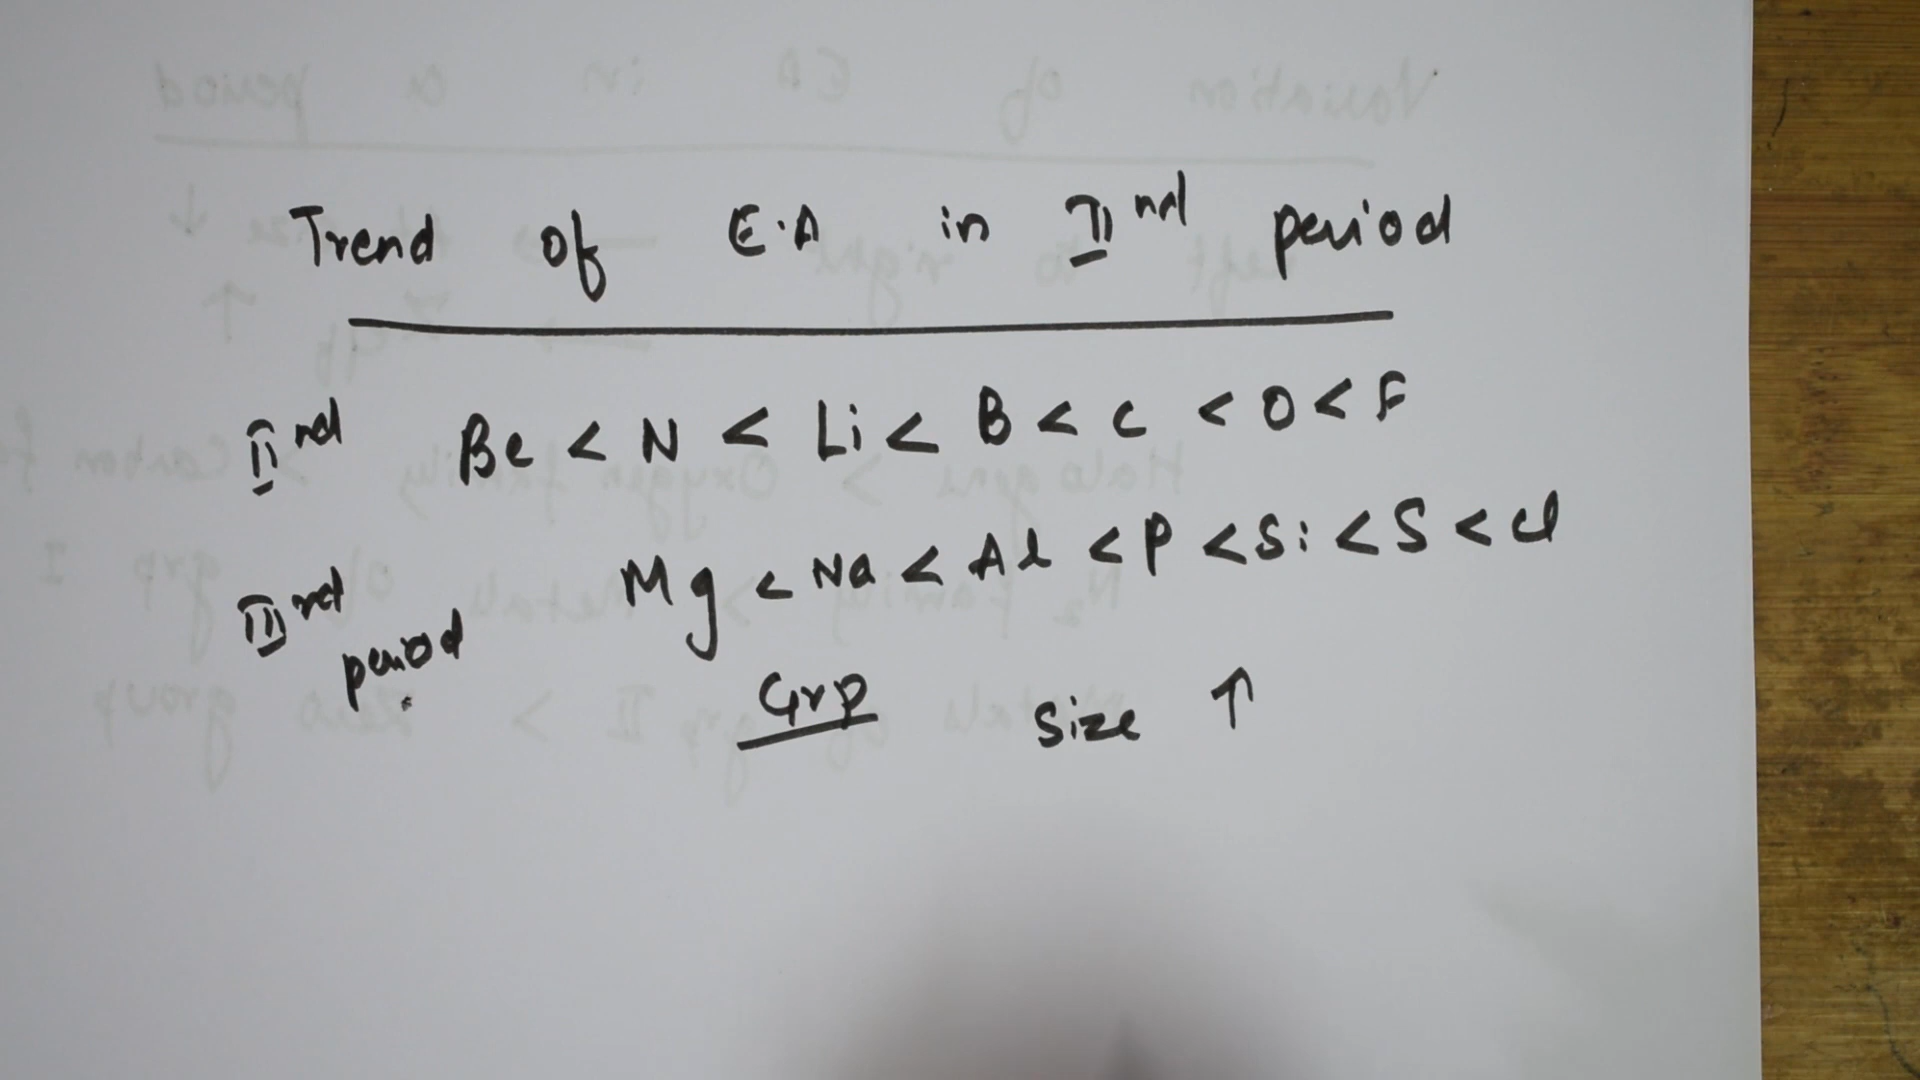 Trend of E.A in IInd period
IInd Be < N < Li < B < C < O < F
IIIrd period Mg < Na < Al < P < Si < S < Cl
Grp Size ↑